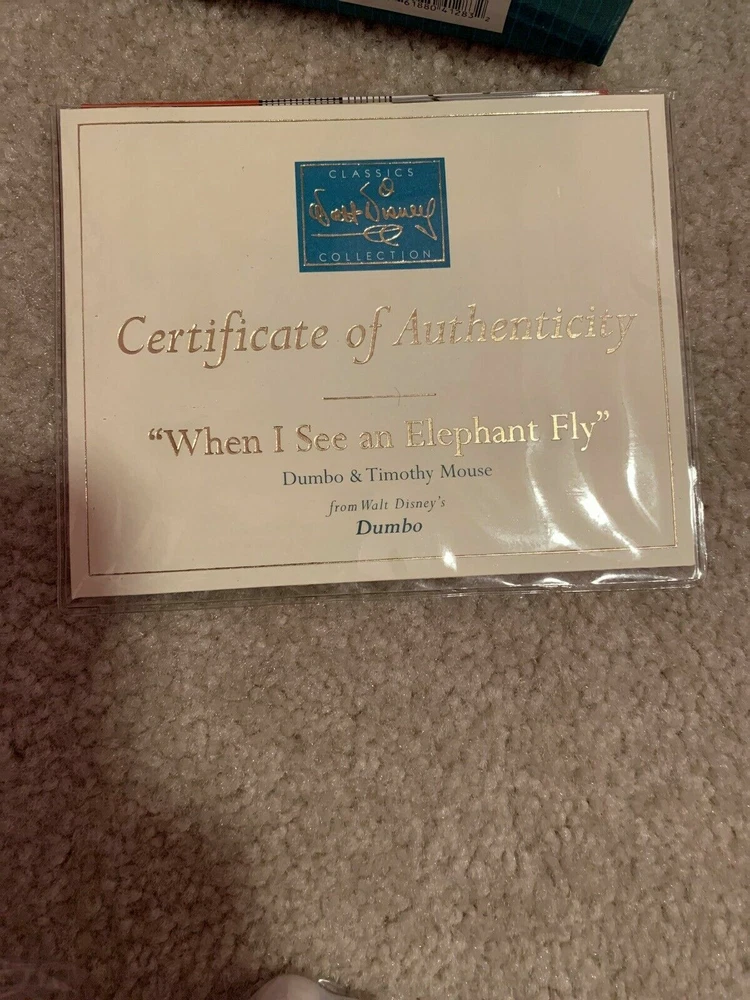 CLASSICS
Walt Disney
COLLECTION
Certificate of Authenticity
“When I See an Elephant Fly”
Dumbo & Timothy Mouse
from Walt Disney's
Dumbo